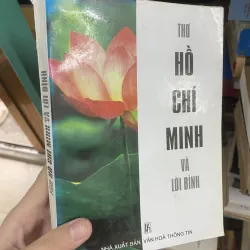 THƠ
HỒ
CHÍ
MINH
VÀ
LỜI BÌNH
NHÀ XUẤT BẢN VĂN HOÁ THÔNG TIN
THƠ HỒ CHÍ MINH VÀ LỜI BÌNH